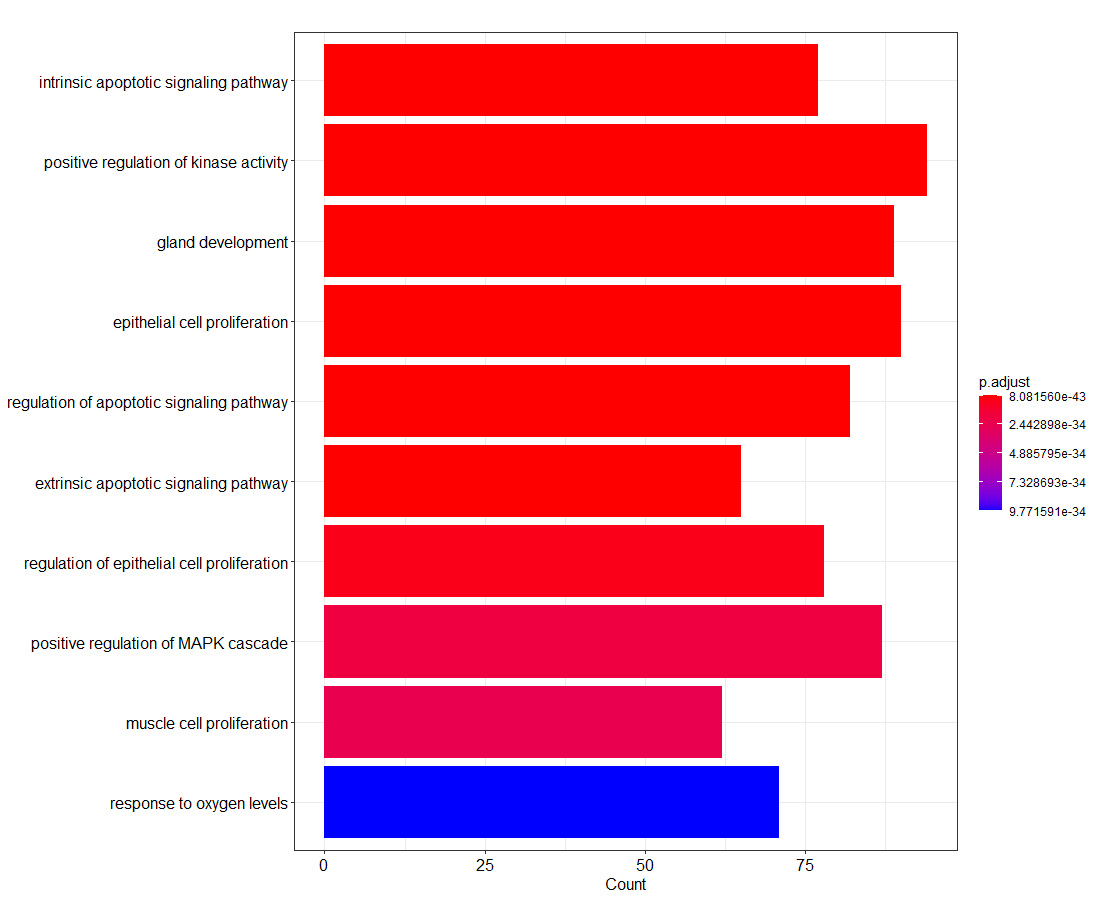 intrinsic apoptotic signaling pathway
positive regulation of kinase activity
gland development
epithelial cell proliferation
regulation of apoptotic signaling pathway
extrinsic apoptotic signaling pathway
regulation of epithelial cell proliferation
positive regulation of MAPK cascade
muscle cell proliferation
response to oxygen levels
0 25 50 75
Count
p.adjust
8.081560e-43
2.442898e-34
4.885795e-34
7.328693e-34
9.771591e-34